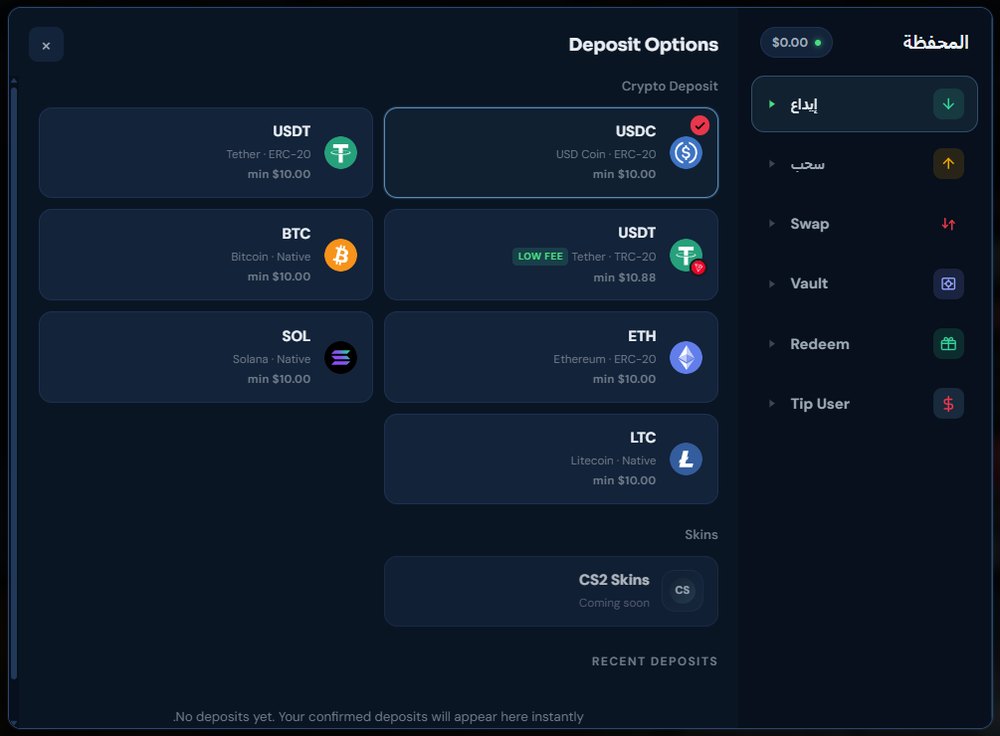 المحفظة
$0.00
إيداع
سحب
Swap
Vault
Redeem
Tip User
Deposit Options
×
Crypto Deposit
USDC
USD Coin · ERC-20
min $10.00
USDT
Tether · ERC-20
min $10.00
USDT
LOW FEE Tether · TRC-20
min $10.88
BTC
Bitcoin · Native
min $10.00
ETH
Ethereum · ERC-20
min $10.00
SOL
Solana · Native
min $10.00
LTC
Litecoin · Native
min $10.00
Skins
CS
CS2 Skins
Coming soon
RECENT DEPOSITS
.No deposits yet. Your confirmed deposits will appear here instantly